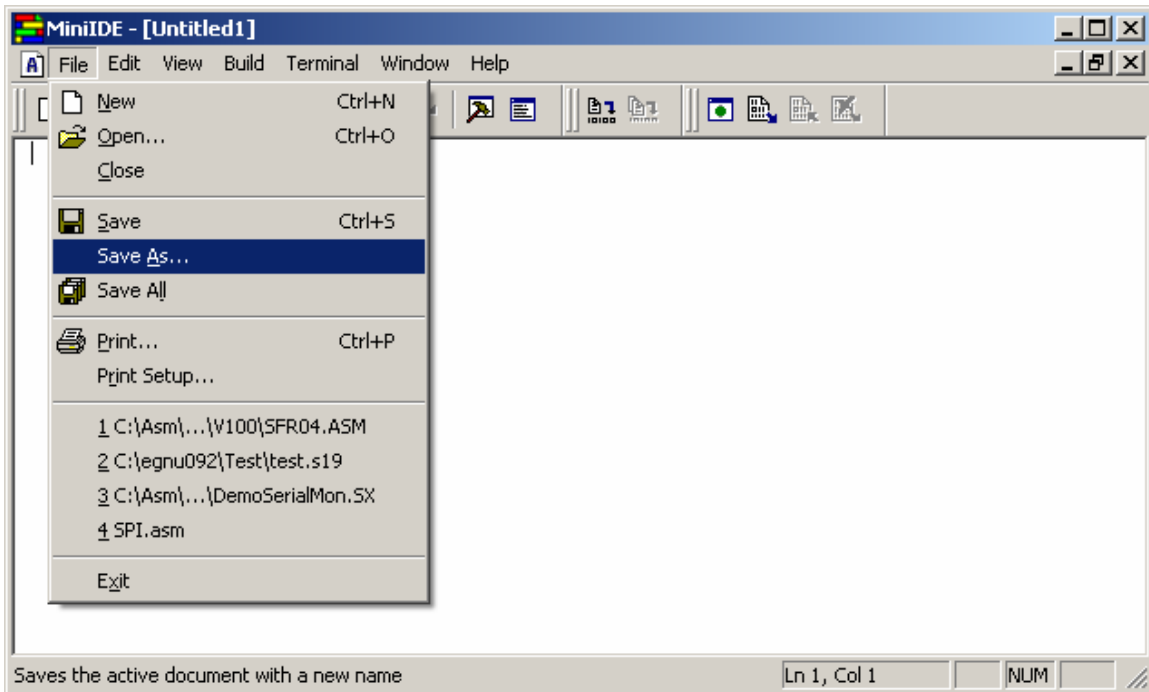 MiniIDE - [Untitled1]
File Edit View Build Terminal Window Help
New Ctrl+N
Open... Ctrl+O
Close
Save Ctrl+S
Save As...
Save All
Print... Ctrl+P
Print Setup...
1 C:\Asm\...\V100\SFR04.ASM
2 C:\egnu092\Test\test.s19
3 C:\Asm\...\DemoSerialMon.SX
4 SPI.asm
Exit
Saves the active document with a new name Ln 1, Col 1 NUM